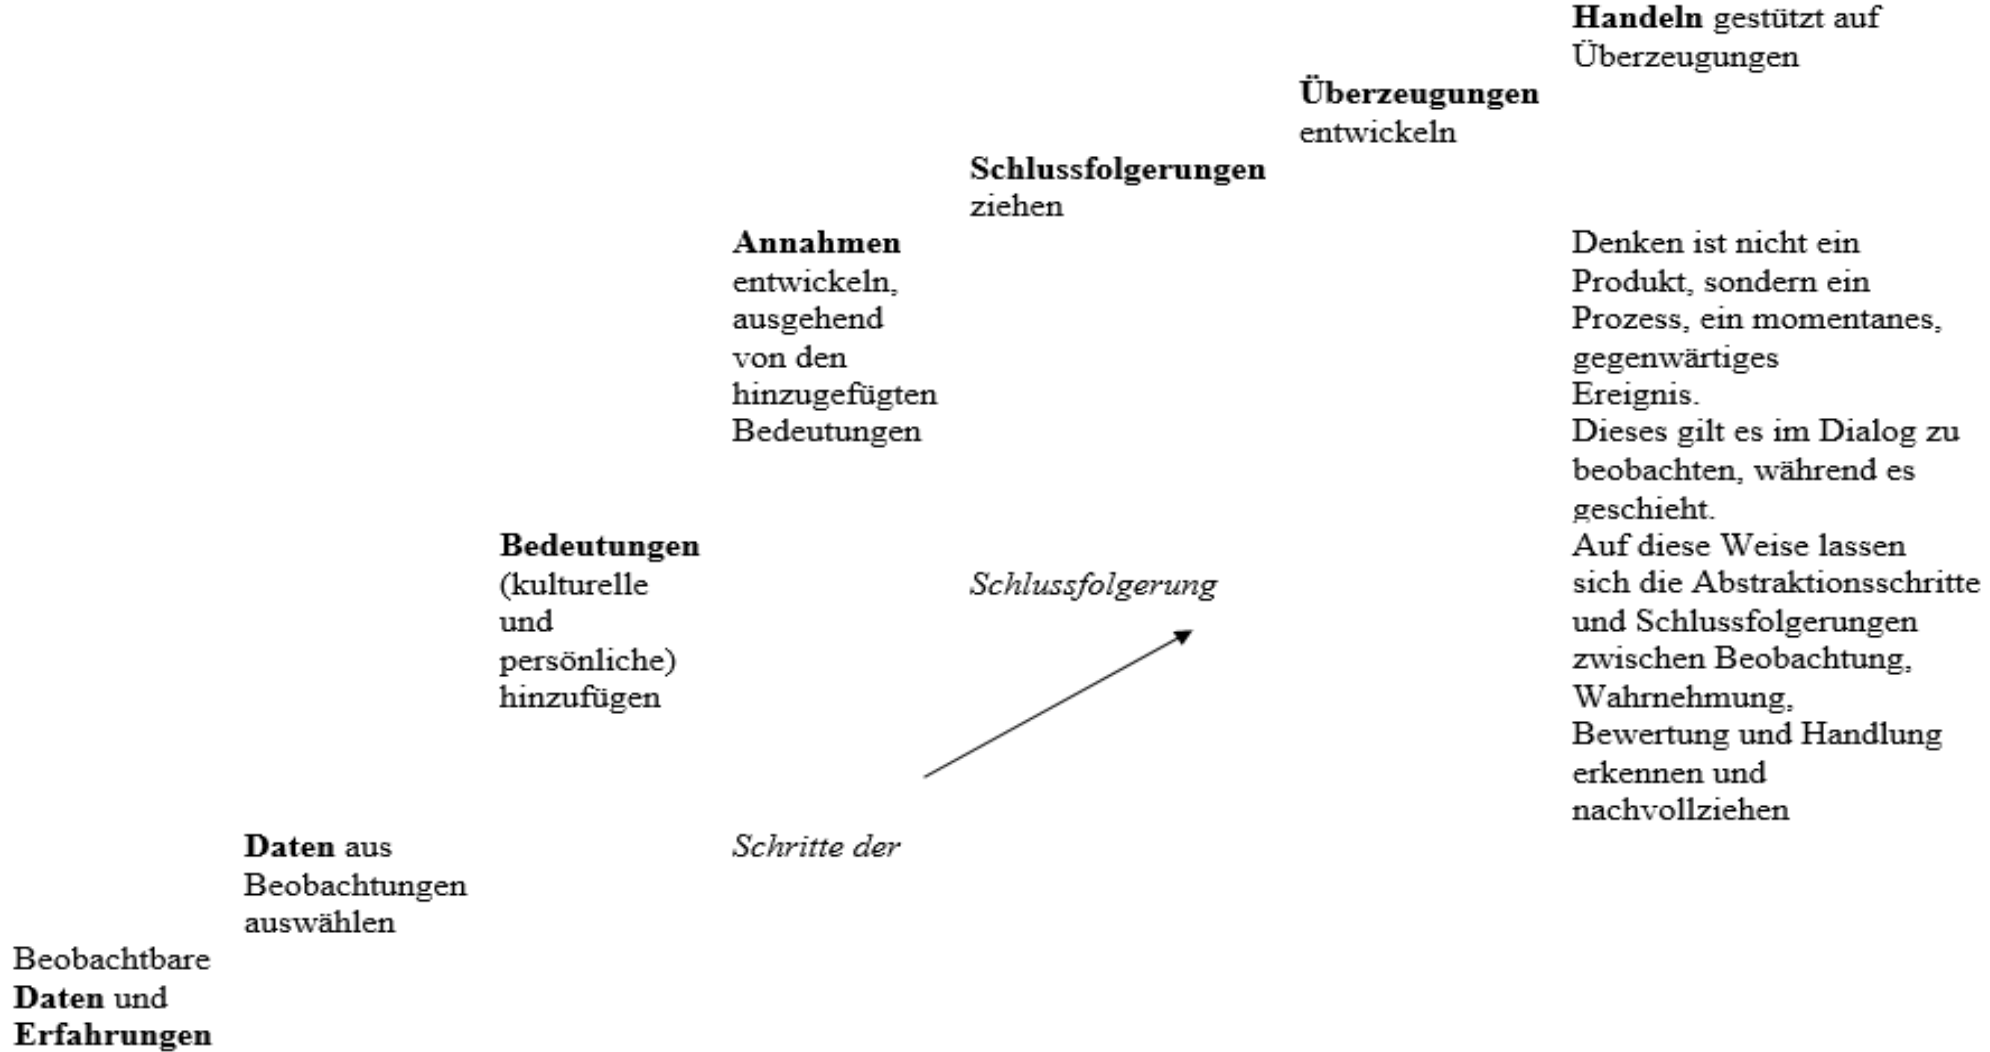 Handeln gestützt auf
Überzeugungen
Überzeugungen
entwickeln
Schlussfolgerungen
ziehen
Annahmen
entwickeln,
ausgehend
von den
hinzugefügten
Bedeutungen
Denken ist nicht ein
Produkt, sondern ein
Prozess, ein momentanes,
gegenwärtiges
Ereignis.
Dieses gilt es im Dialog zu
beobachten, während es
geschieht.
Auf diese Weise lassen
sich die Abstraktionsschritte
und Schlussfolgerungen
zwischen Beobachtung,
Wahrnehmung,
Bewertung und Handlung
erkennen und
nachvollziehen
Bedeutungen
(kulturelle
und
persönliche)
hinzufügen
Schlussfolgerung
Schritte der
Daten aus
Beobachtungen
auswählen
Beobachtbare
Daten und
Erfahrungen